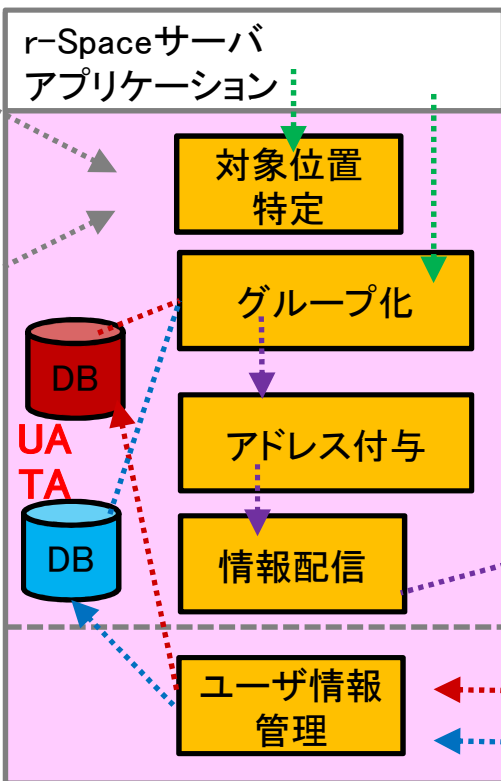 r-Spaceサーバ
アプリケーション
対象位置
特定
グループ化
DB
UA
TA
アドレス付与
DB
情報配信
ユーザ情報
管理